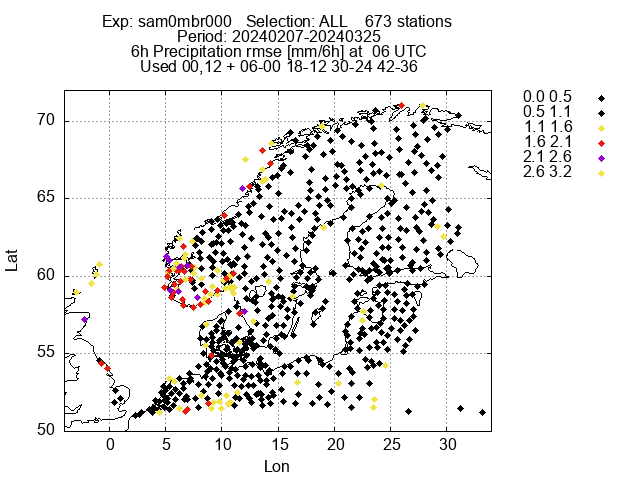 Exp: sam0mbr000 Selection: ALL 673 stations
Period: 20240207-20240325
6h Precipitation rmse [mm/6h] at 06 UTC
Used 00,12 + 06-00 18-12 30-24 42-36
0.0 0.5
0.5 1.1
1.1 1.6
1.6 2.1
2.1 2.6
2.6 3.2
70
65
60
55
50
Lat
0 5 10 15 20 25 30
Lon